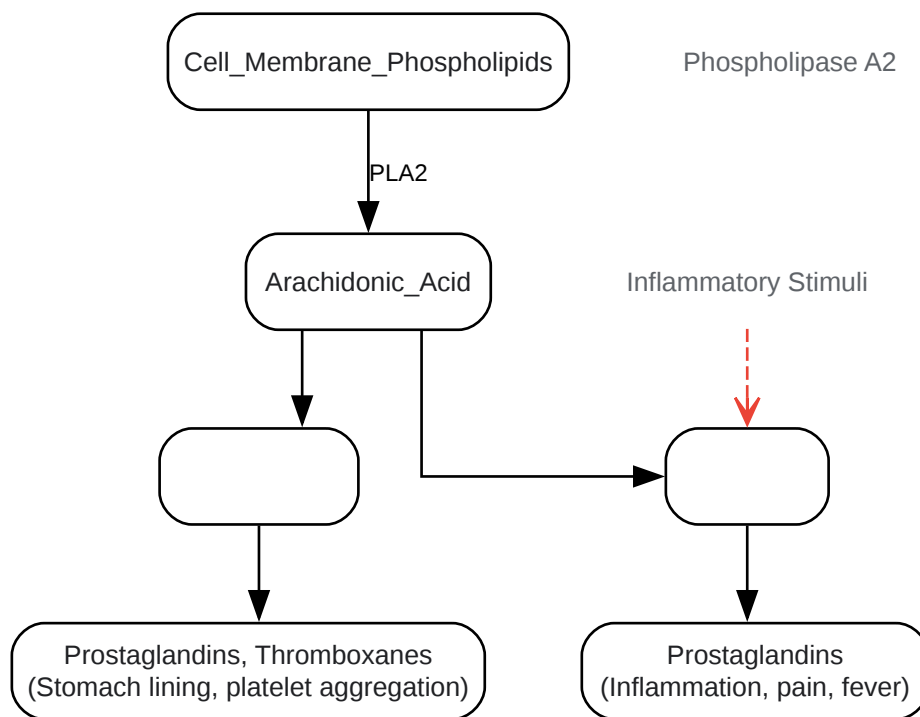 Cell_Membrane_Phospholipids
Phospholipase A2
PLA2
Arachidonic_Acid
Inflammatory Stimuli
Prostaglandins, Thromboxanes
(Stomach lining, platelet aggregation)
Prostaglandins
(Inflammation, pain, fever)